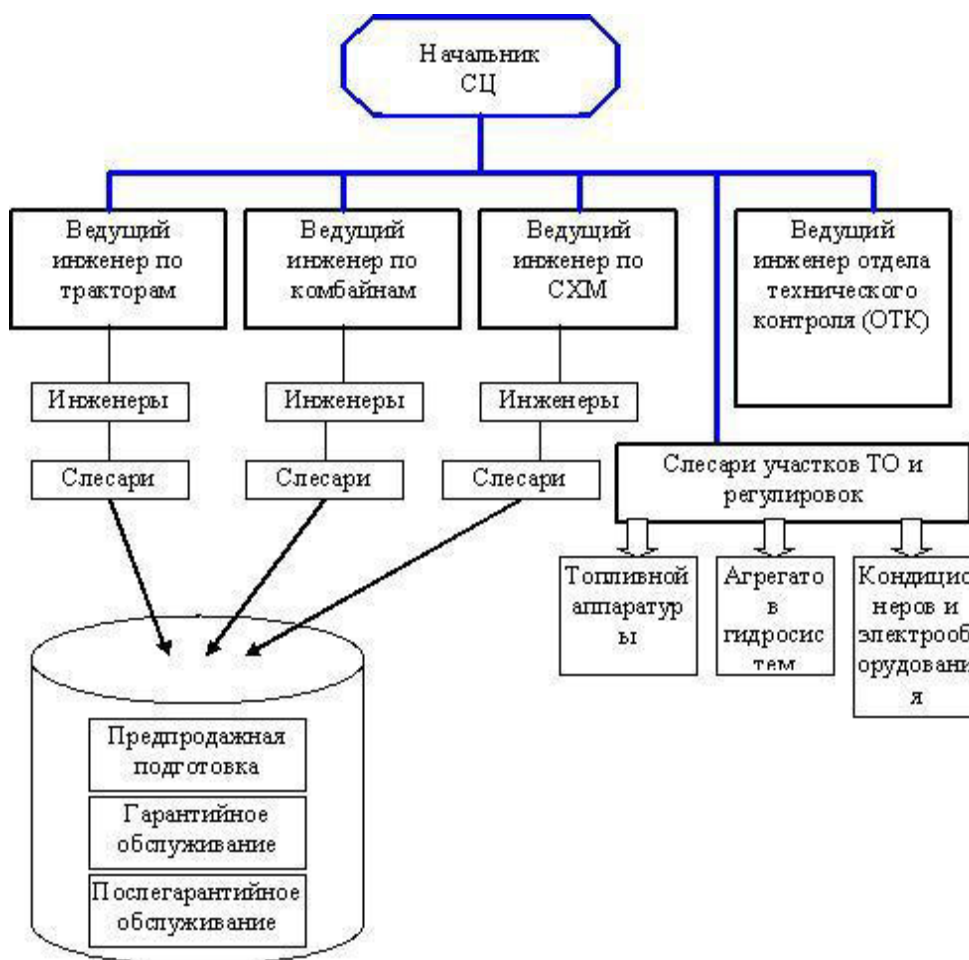 Начальник
СЦ
Ведущий
инженер по
тракторам
Ведущий
инженер по
комбайнам
Ведущий
инженер по
СХМ
Ведущий
инженер отдела
технического
контроля (ОТК)
Инженеры
Инженеры
Инженеры
Слесари
Слесари
Слесари
Слесари участков ТО и
регулировок
Топливной
аппаратур
ы
Агрегато
в
гидросис
тем
Кондицио
неров и
электрооб
орудовани
я
Предпродажная
подготовка
Гарантийное
обслуживание
Послегарантийное
обслуживание